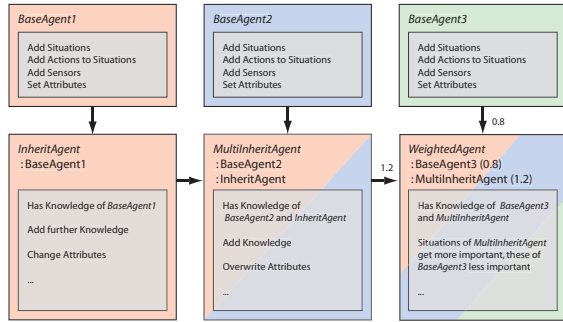 BaseAgent1
Add Situations
Add Actions to Situations
Add Sensors
Set Attributes
BaseAgent2
Add Situations
Add Actions to Situations
Add Sensors
Set Attributes
BaseAgent3
Add Situations
Add Actions to Situations
Add Sensors
Set Attributes
0.8
InheritAgent
:BaseAgent1
Has Knowledge of BaseAgent1
Add further Knowledge
Change Attributes
...
MultiInheritAgent
:BaseAgent2
:InheritAgent
Has Knowledge of
BaseAgent2 and InheritAgent
Add Knowledge
Overwrite Attributes
...
1.2
WeightedAgent
:BaseAgent3 (0.8)
:MultiInheritAgent (1.2)
Has Knowledge of BaseAgent3
and MultiInheritAgent
Situations of MultiInheritAgent
get more important, these of
BaseAgent3 less important
...